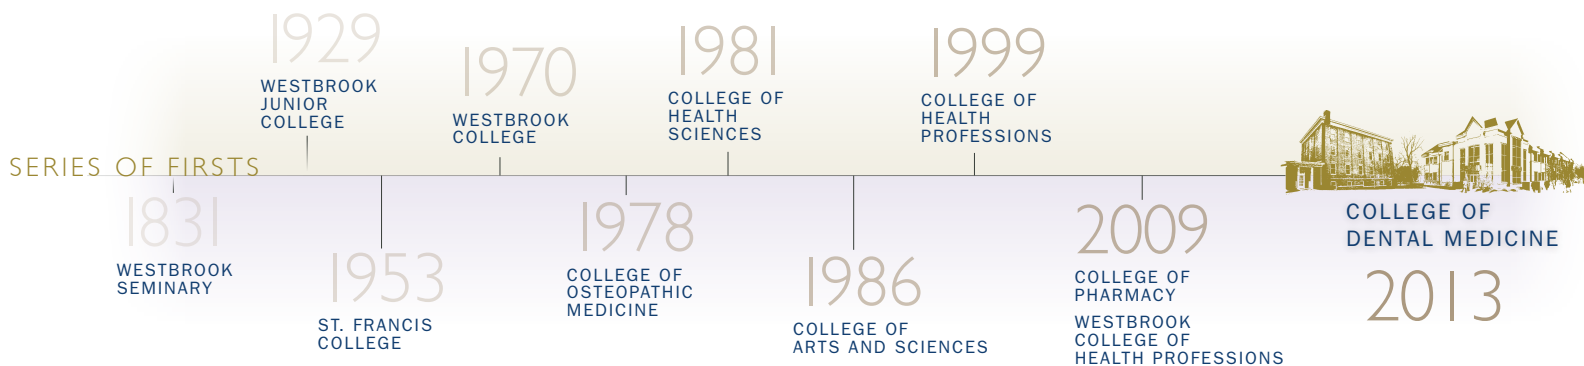 SERIES OF FIRSTS
1831
WESTBROOK
SEMINARY
1929
WESTBROOK
JUNIOR
COLLEGE
1953
ST. FRANCIS
COLLEGE
1970
WESTBROOK
COLLEGE
1978
COLLEGE OF
OSTEOPATHIC
MEDICINE
1981
COLLEGE OF
HEALTH
SCIENCES
1986
COLLEGE OF
ARTS AND SCIENCES
1999
COLLEGE OF
HEALTH
PROFESSIONS
2009
COLLEGE OF
PHARMACY
WESTBROOK
COLLEGE OF
HEALTH PROFESSIONS
COLLEGE OF
DENTAL MEDICINE
2013